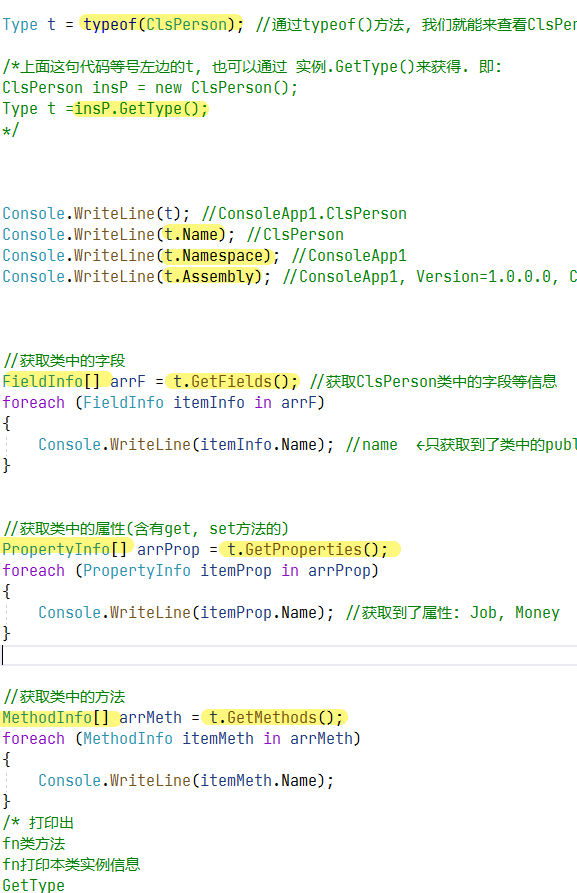 Type t = typeof(ClsPerson); //通过typeof()方法, 我们就能来查看ClsPer
/*上面这句代码等号左边的t, 也可以通过 实例.GetType()来获得. 即:
ClsPerson insP = new ClsPerson();
Type t =insP.GetType();
*/
Console.WriteLine(t); //ConsoleApp1.ClsPerson
Console.WriteLine(t.Name); //ClsPerson
Console.WriteLine(t.Namespace); //ConsoleApp1
Console.WriteLine(t.Assembly); //ConsoleApp1, Version=1.0.0.0, C
//获取类中的字段
FieldInfo[] arrF = t.GetFields(); //获取ClsPerson类中的字段等信息
foreach (FieldInfo itemInfo in arrF)
{
Console.WriteLine(itemInfo.Name); //name ←只获取到了类中的publ
}
//获取类中的属性(含有get, set方法的)
PropertyInfo[] arrProp = t.GetProperties();
foreach (PropertyInfo itemProp in arrProp)
{
Console.WriteLine(itemProp.Name); //获取到了属性: Job, Money
}
//获取类中的方法
MethodInfo[] arrMeth = t.GetMethods();
foreach (MethodInfo itemMeth in arrMeth)
{
Console.WriteLine(itemMeth.Name);
}
/* 打印出
fn类方法
fn打印本类实例信息
GetType